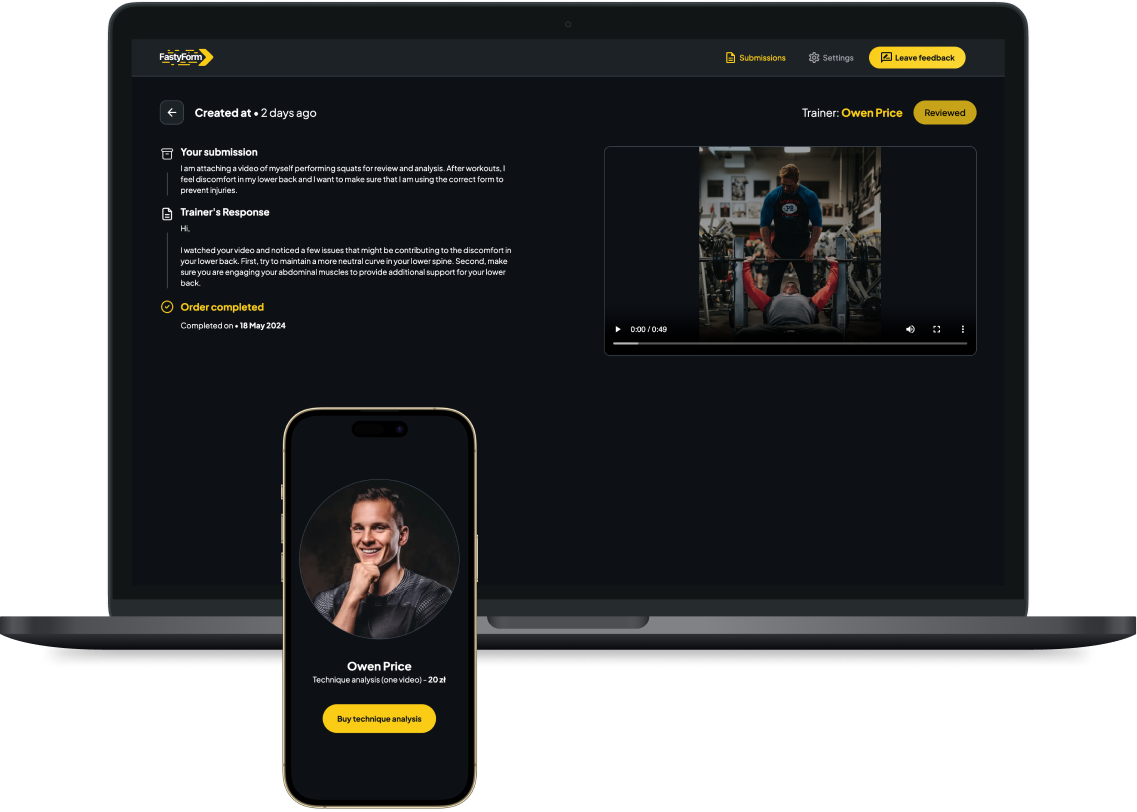 FastyForm
Submissions
Settings
Leave feedback
Created at • 2 days ago
Trainer: Owen Price
Reviewed
Your submission
I am attaching a video of myself performing squats for review and analysis. After workouts, I
feel discomfort in my lower back and I want to make sure that I am using the correct form to
prevent injuries.
Trainer's Response
Hi,
I watched your video and noticed a few issues that might be contributing to the discomfort in
your lower back. First, try to maintain a more neutral curve in your lower spine. Second, make
sure you are engaging your abdominal muscles to provide additional support for your lower
back.
Order completed
Completed on • 18 May 2024
0:00 / 0:49
Owen Price
Technique analysis (one video) - 20 zł
Buy technique analysis